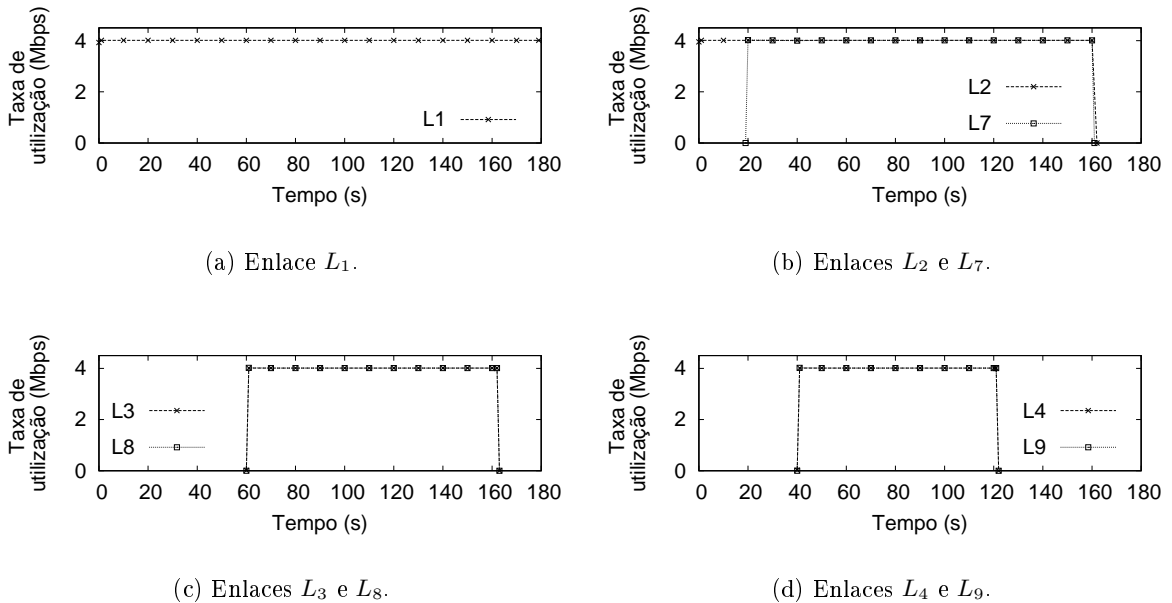 Taxa de
utilização (Mbps)
4
2
0
L1
0 20 40 60 80 100 120 140 160 180
Tempo (s)
(a) Enlace L1.
Taxa de
utilização (Mbps)
4
2
0
L2
L7
0 20 40 60 80 100 120 140 160 180
Tempo (s)
(b) Enlaces L2 e L7.
Taxa de
utilização (Mbps)
4
2
0
L3
L8
0 20 40 60 80 100 120 140 160 180
Tempo (s)
(c) Enlaces L3 e L8.
Taxa de
utilização (Mbps)
4
2
0
L4
L9
0 20 40 60 80 100 120 140 160 180
Tempo (s)
(d) Enlaces L4 e L9.